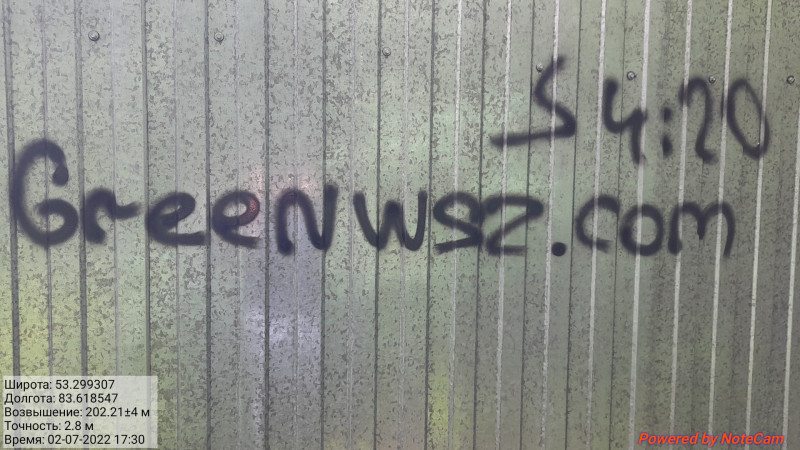 S 4:20
Greenwsz.com
Широта: 53.299307
Долгота: 83.618547
Возвышение: 202.21±4 м
Точность: 2.8 м
Время: 02-07-2022 17:30
Powered by NoteCam